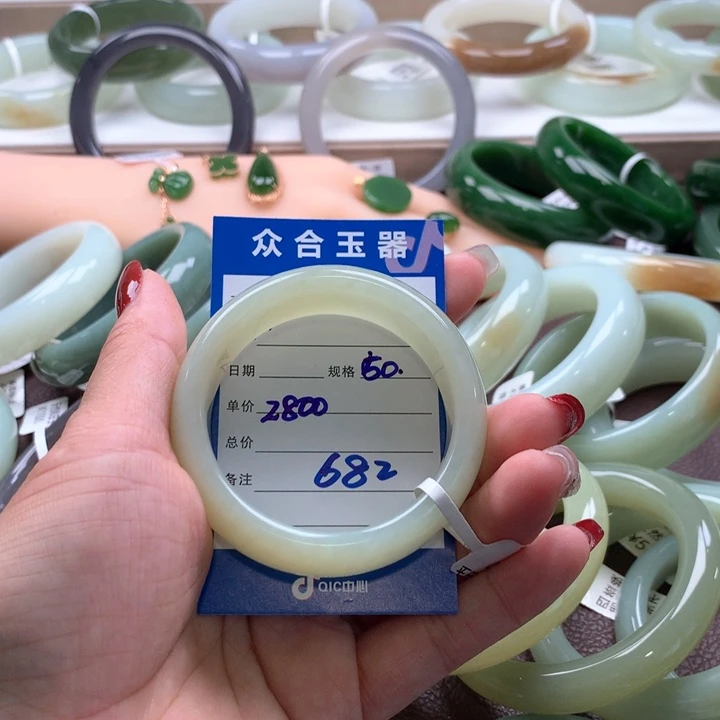 众合玉器
日期 规格 50.
单价 2800
总价
备注 682
QIC中心